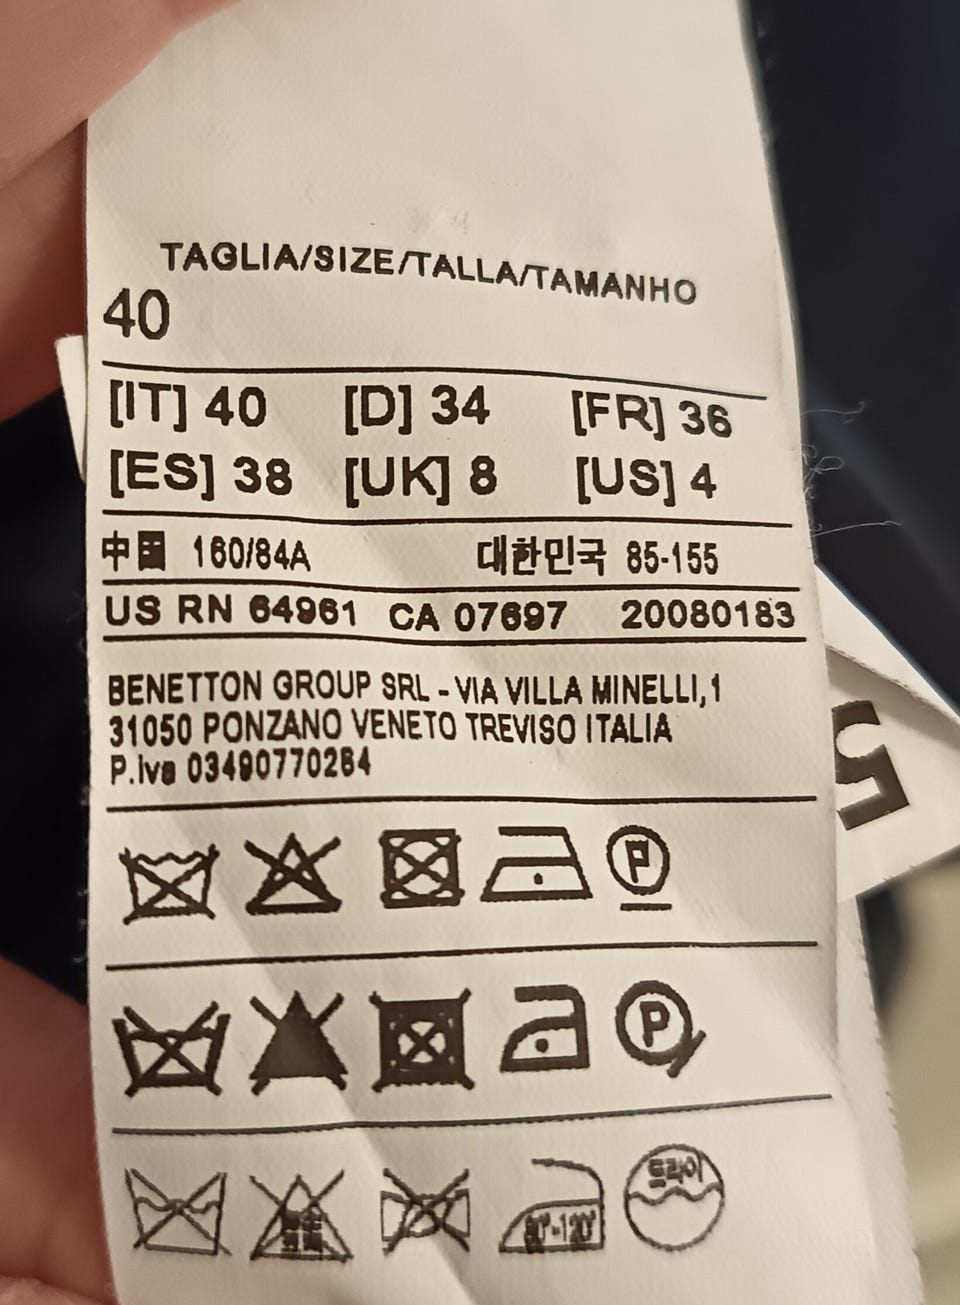 TAGLIA/SIZE/TALLA/TAMANHO
40
[IT] 40 [D] 34 [FR] 36
[ES] 38 [UK] 8 [US] 4
中国 160/84A 대한민국 85-155
US RN 64961 CA 07697 20080183
BENETTON GROUP SRL - VIA VILLA MINELLI,1
31050 PONZANO VENETO TREVISO ITALIA
P.Iva 03490770264
5
P
P
80°-120° 드라이